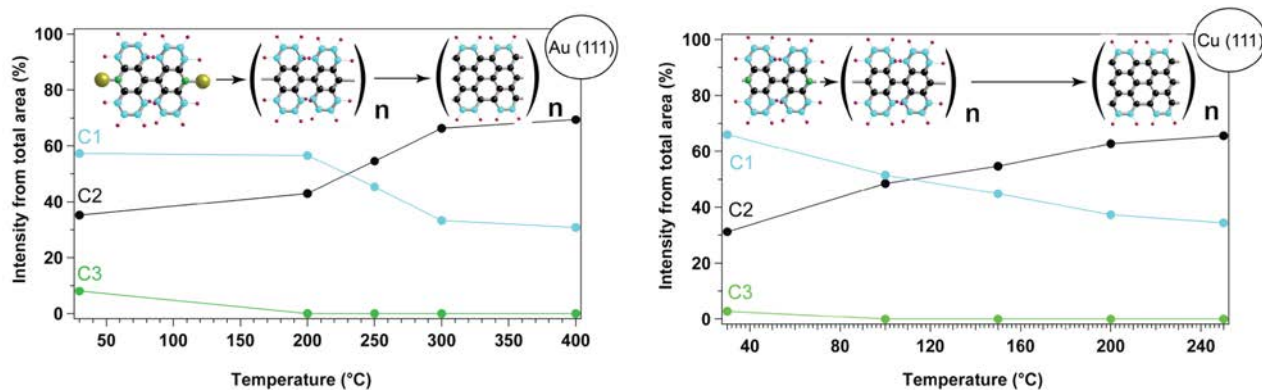 100
80
60
40
20
0
Intensity from total area (%)
C1
C2
C3
n
n
Au (111)
50 100 150 200 250 300 350 400
Temperature (°C)
100
80
60
40
20
0
Intensity from total area (%)
C1
C2
C3
n
n
Cu (111)
40 80 120 160 200 240
Temperature (°C)